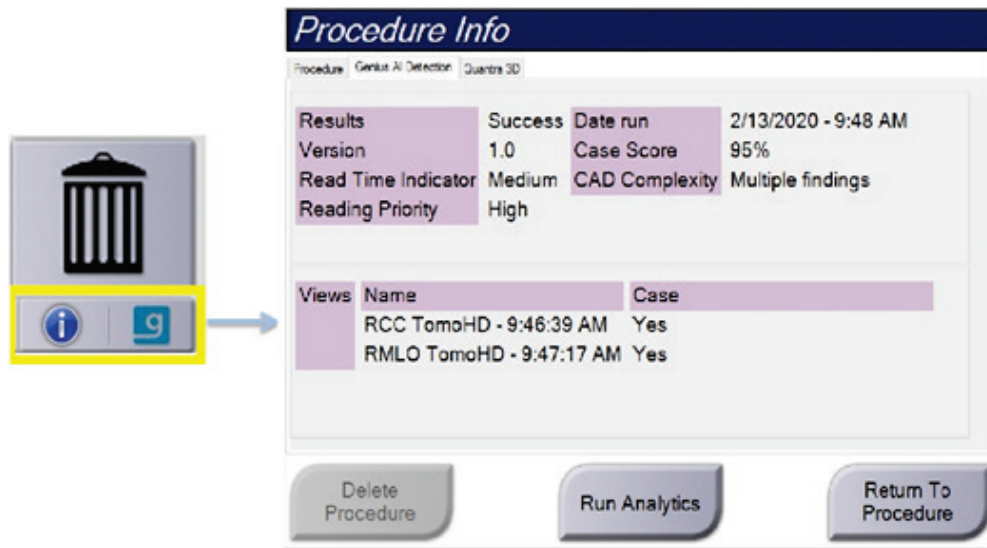 Procedure Info
Procedure Genius AI Detection Quantra 3D
Results Success Date run 2/13/2020 - 9:48 AM
Version 1.0 Case Score 95%
Read Time Indicator Medium CAD Complexity Multiple findings
Reading Priority High
i g
Views Name Case
RCC TomoHD - 9:46:39 AM Yes
RMLO TomoHD - 9:47:17 AM Yes
Delete Procedure
Run Analytics
Return To Procedure